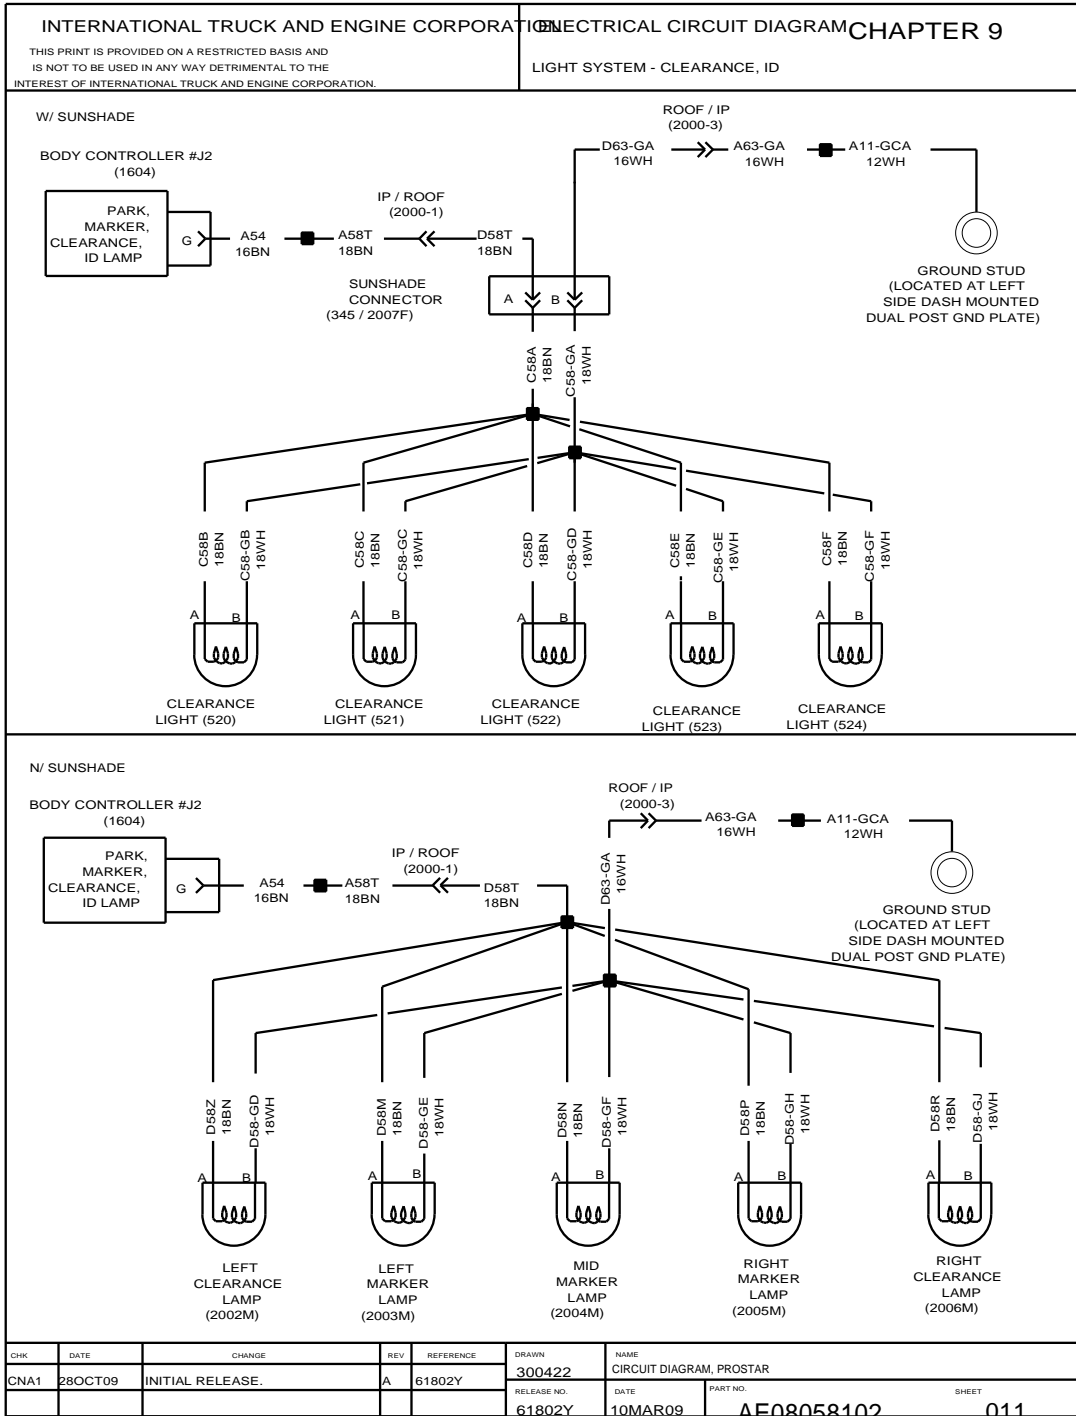 INTERNATIONAL TRUCK AND ENGINE CORPORATION
ELECTRICAL CIRCUIT DIAGRAM
CHAPTER 9
THIS PRINT IS PROVIDED ON A RESTRICTED BASIS AND
IS NOT TO BE USED IN ANY WAY DETRIMENTAL TO THE
INTEREST OF INTERNATIONAL TRUCK AND ENGINE CORPORATION.
LIGHT SYSTEM - CLEARANCE, ID
W/ SUNSHADE
BODY CONTROLLER #J2
(1604)
PARK,
MARKER,
CLEARANCE,
ID LAMP
G
A54
16BN
A58T
18BN
IP / ROOF
(2000-1)
D58T
18BN
ROOF / IP
(2000-3)
D63-GA
16WH
A63-GA
16WH
A11-GCA
12WH
GROUND STUD
(LOCATED AT LEFT
SIDE DASH MOUNTED
DUAL POST GND PLATE)
SUNSHADE
CONNECTOR
(345 / 2007F)
A
B
C58A
18BN
C58-GA
18WH
C58B
18BN
C58-GB
18WH
C58C
18BN
C58-GC
18WH
C58D
18BN
C58-GD
18WH
C58E
18BN
C58-GE
18WH
C58F
18BN
C58-GF
18WH
A
B
A
B
A
B
A
B
A
B
CLEARANCE
LIGHT (520)
CLEARANCE
LIGHT (521)
CLEARANCE
LIGHT (522)
CLEARANCE
LIGHT (523)
CLEARANCE
LIGHT (524)
N/ SUNSHADE
BODY CONTROLLER #J2
(1604)
PARK,
MARKER,
CLEARANCE,
ID LAMP
G
A54
16BN
A58T
18BN
IP / ROOF
(2000-1)
D58T
18BN
ROOF / IP
(2000-3)
D63-GA
16WH
A63-GA
16WH
A11-GCA
12WH
GROUND STUD
(LOCATED AT LEFT
SIDE DASH MOUNTED
DUAL POST GND PLATE)
D58Z
18BN
D58-GD
18WH
D58M
18BN
D58-GE
18WH
D58N
18BN
D58-GF
18WH
D58P
18BN
D58-GH
18WH
D58R
18BN
D58-GJ
18WH
A
B
A
B
A
B
A
B
A
B
LEFT
CLEARANCE
LAMP
(2002M)
LEFT
MARKER
LAMP
(2003M)
MID
MARKER
LAMP
(2004M)
RIGHT
MARKER
LAMP
(2005M)
RIGHT
CLEARANCE
LAMP
(2006M)
CHK DATE CHANGE REV REFERENCE
CNA1 28OCT09 INITIAL RELEASE. A 61802Y
DRAWN
300422
NAME
CIRCUIT DIAGRAM, PROSTAR
RELEASE NO.
61802Y
DATE
10MAR09
PART NO.
AE08058102
SHEET
011